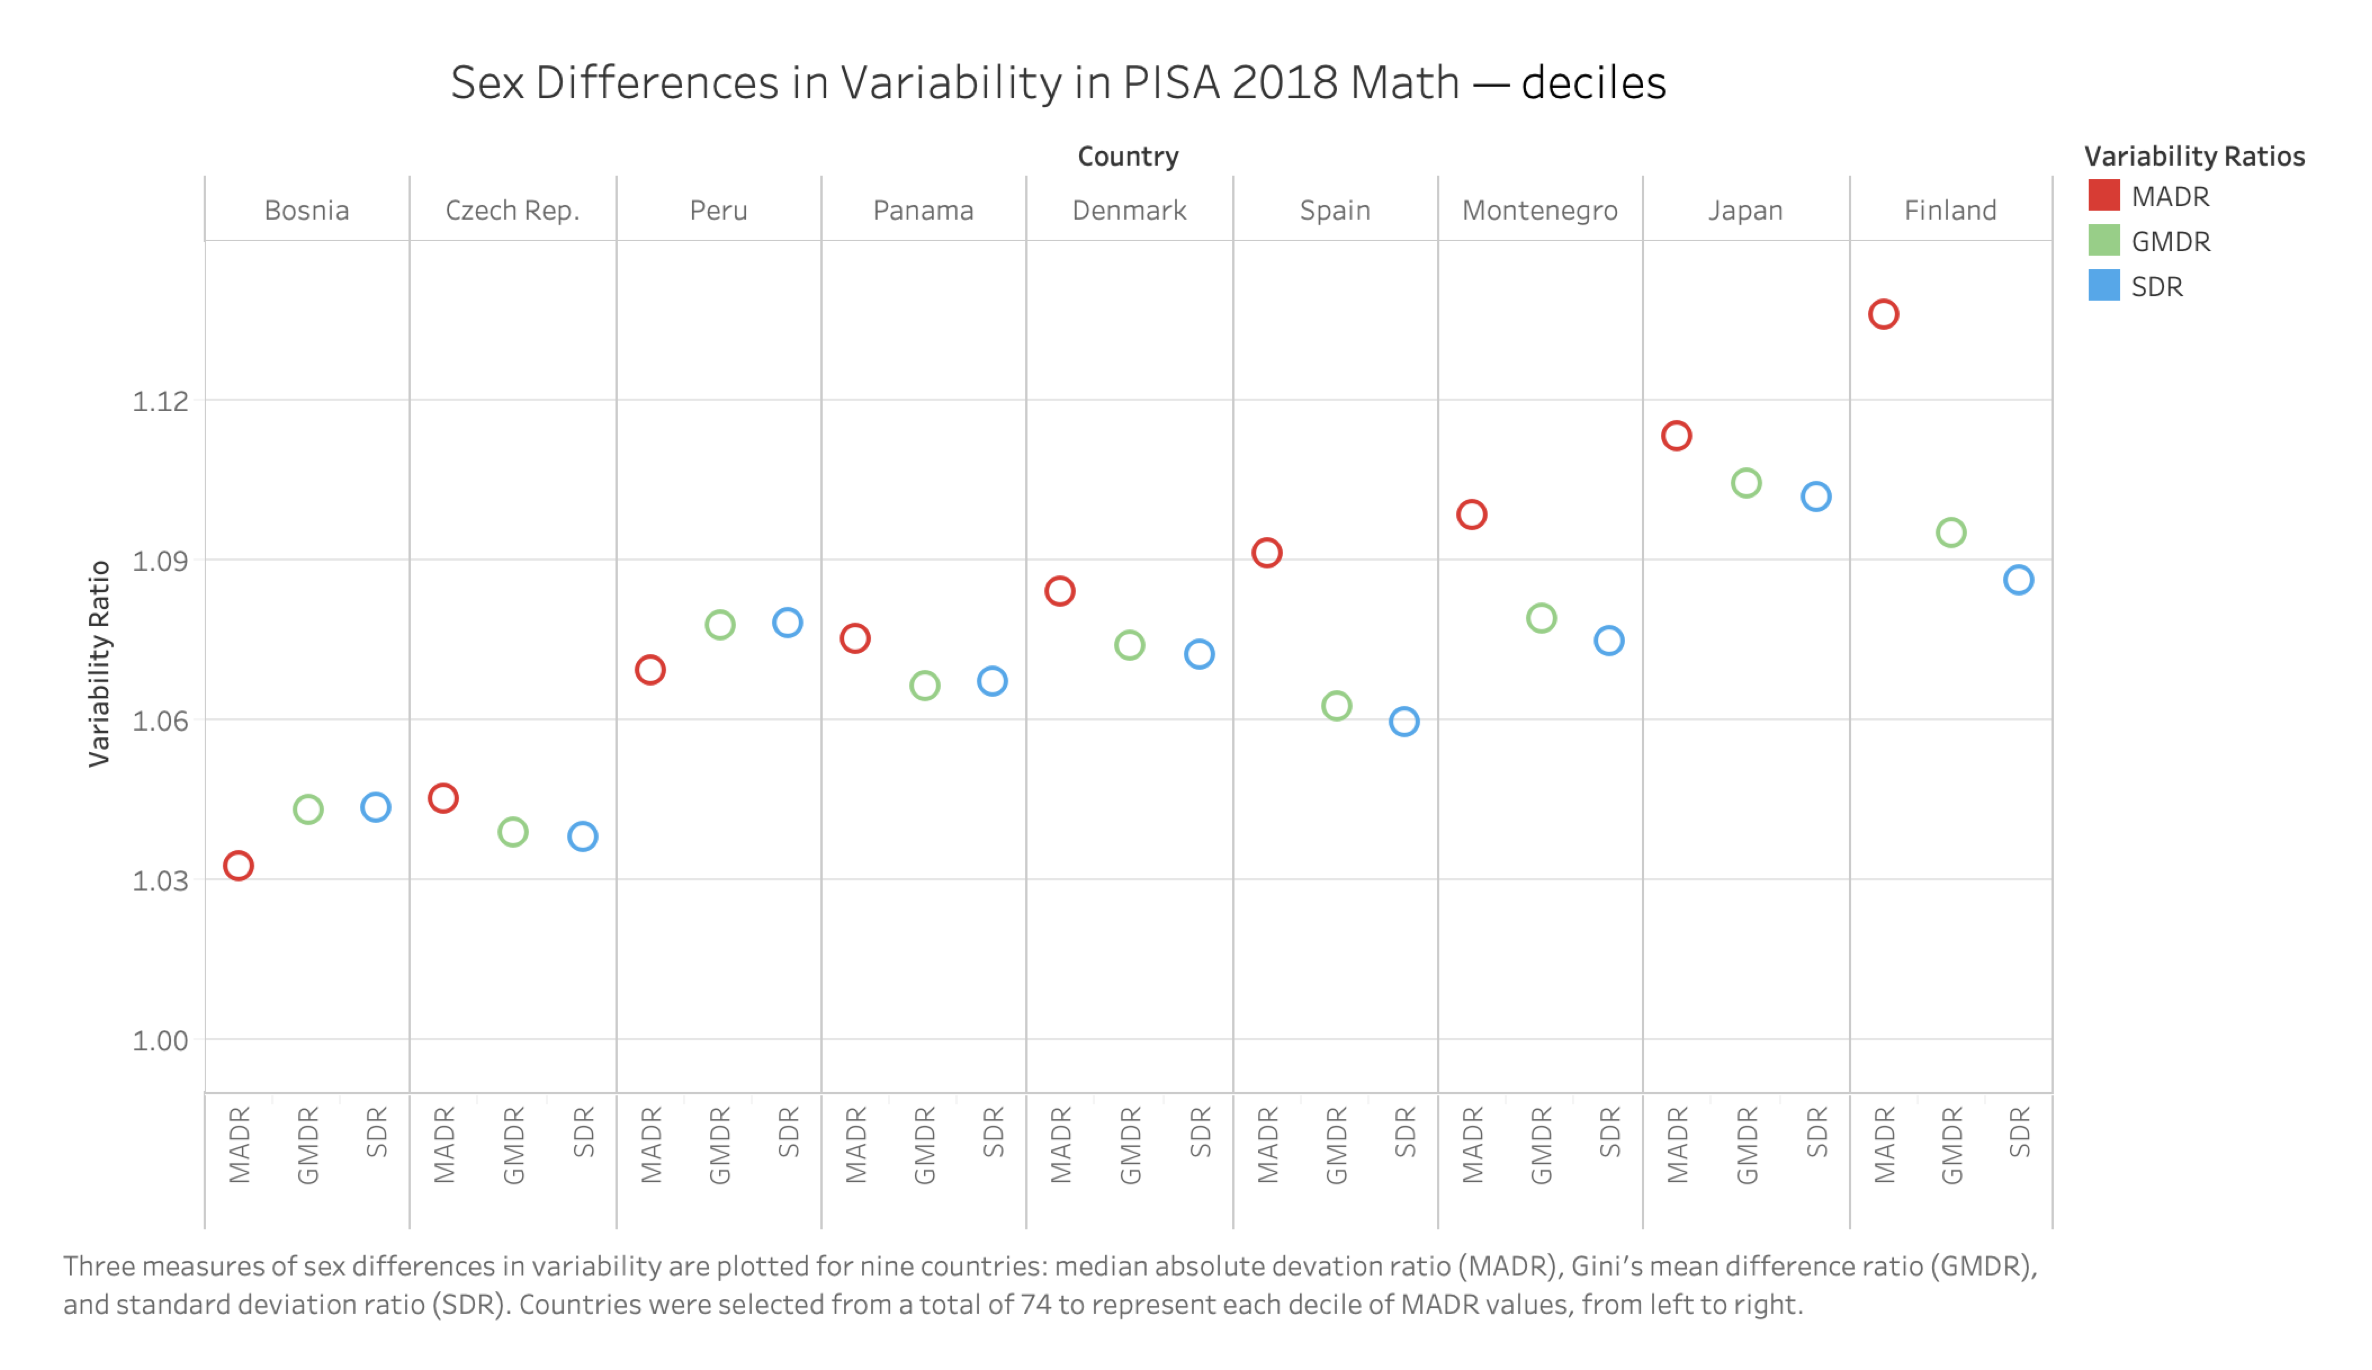 Sex Differences in Variability in PISA 2018 Math — deciles
Country
Variability Ratios
MADR
GMDR
SDR
Bosnia Czech Rep. Peru Panama Denmark Spain Montenegro Japan Finland
Variability Ratio
1.12
1.09
1.06
1.03
1.00
MADR GMDR SDR MADR GMDR SDR MADR GMDR SDR MADR GMDR SDR MADR GMDR SDR MADR GMDR SDR MADR GMDR SDR MADR GMDR SDR MADR GMDR SDR
Three measures of sex differences in variability are plotted for nine countries: median absolute devation ratio (MADR), Gini's mean difference ratio (GMDR),
and standard deviation ratio (SDR). Countries were selected from a total of 74 to represent each decile of MADR values, from left to right.